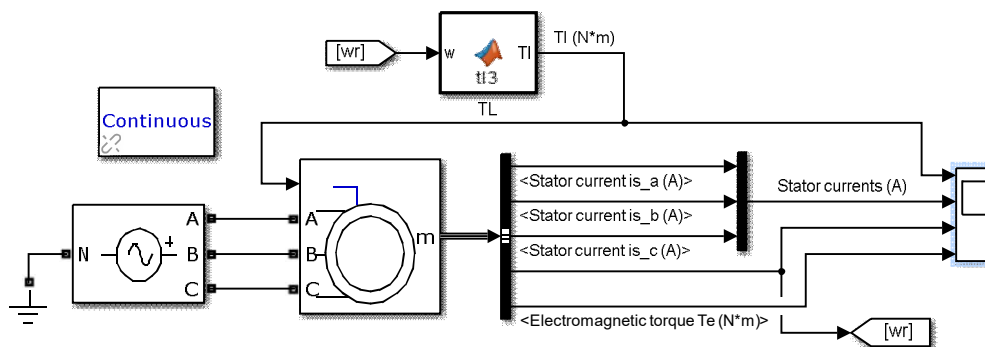 [wr]
w
Tl
tl3
Tl (N*m)
TL
Continuous
N
+
A
B
C
A
B
C
m
<Stator current is_a (A)>
<Stator current is_b (A)>
<Stator current is_c (A)>
<Electromagnetic torque Te (N*m)>
Stator currents (A)
[wr]